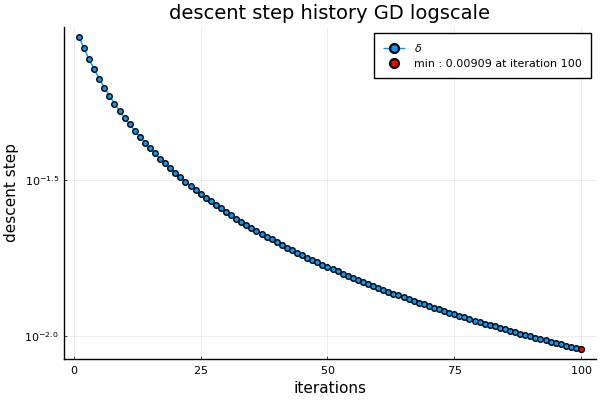 descent step history GD logscale
δ
min : 0.00909 at iteration 100
descent step
10^-1.5
10^-2.0
0 25 50 75 100
iterations